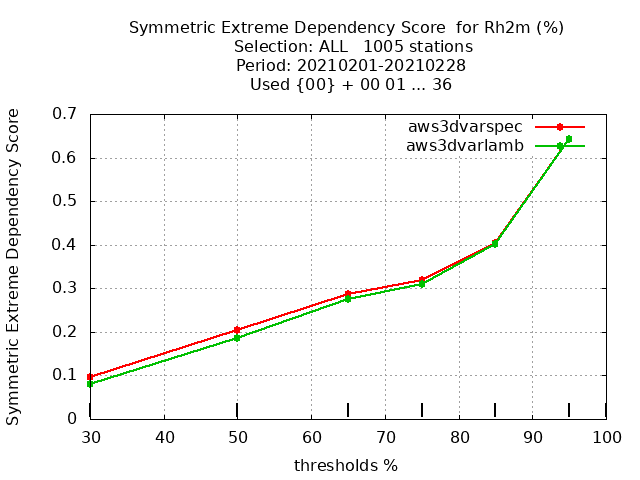 Symmetric Extreme Dependency Score  for Rh2m (%)
Selection: ALL   1005 stations
Period: 20210201-20210228
Used {00} + 00 01 ... 36
Symmetric Extreme Dependency Score
0.7
0.6
0.5
0.4
0.3
0.2
0.1
0
aws3dvarspec
aws3dvarlamb
30 40 50 60 70 80 90 100
thresholds %